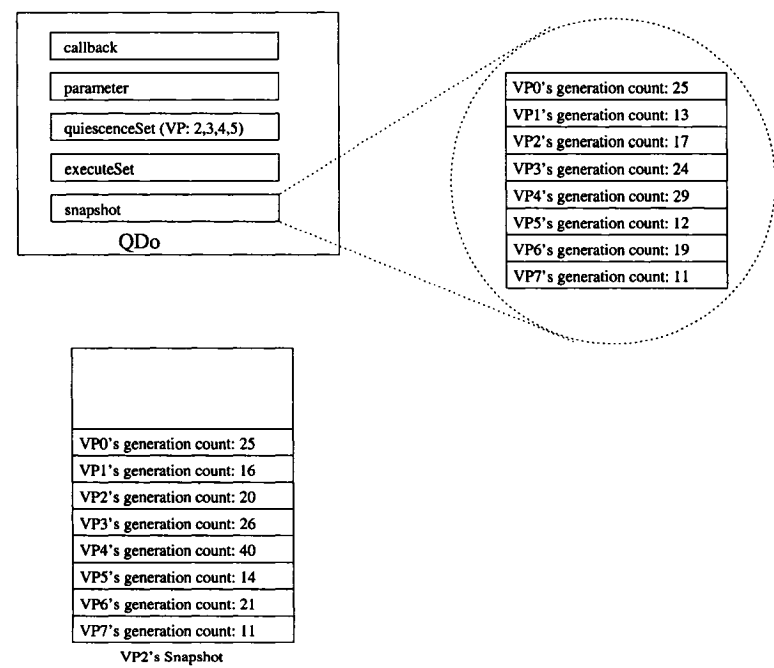 callback
parameter
quiescenceSet (VP: 2,3,4,5)
executeSet
snapshot
QDo
VP0's generation count: 25
VP1's generation count: 13
VP2's generation count: 17
VP3's generation count: 24
VP4's generation count: 29
VP5's generation count: 12
VP6's generation count: 19
VP7's generation count: 11
VP0's generation count: 25
VP1's generation count: 16
VP2's generation count: 20
VP3's generation count: 26
VP4's generation count: 40
VP5's generation count: 14
VP6's generation count: 21
VP7's generation count: 11
VP2's Snapshot